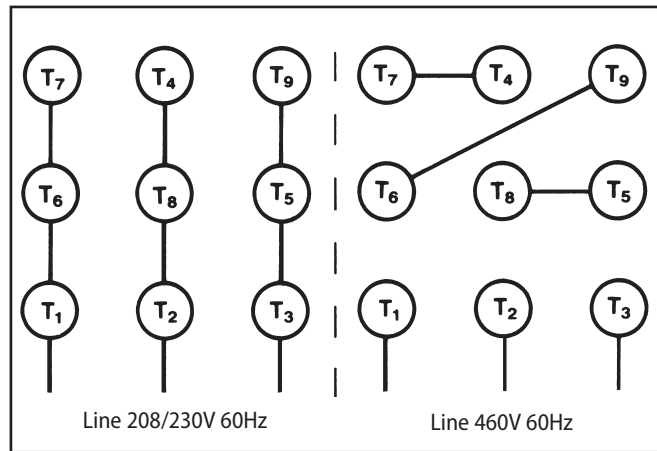 T7 T4 T9 T7 T4 T9
T6 T8 T5 T6 T8 T5
T1 T2 T3 T1 T2 T3
Line 208/230V 60Hz Line 460V 60Hz